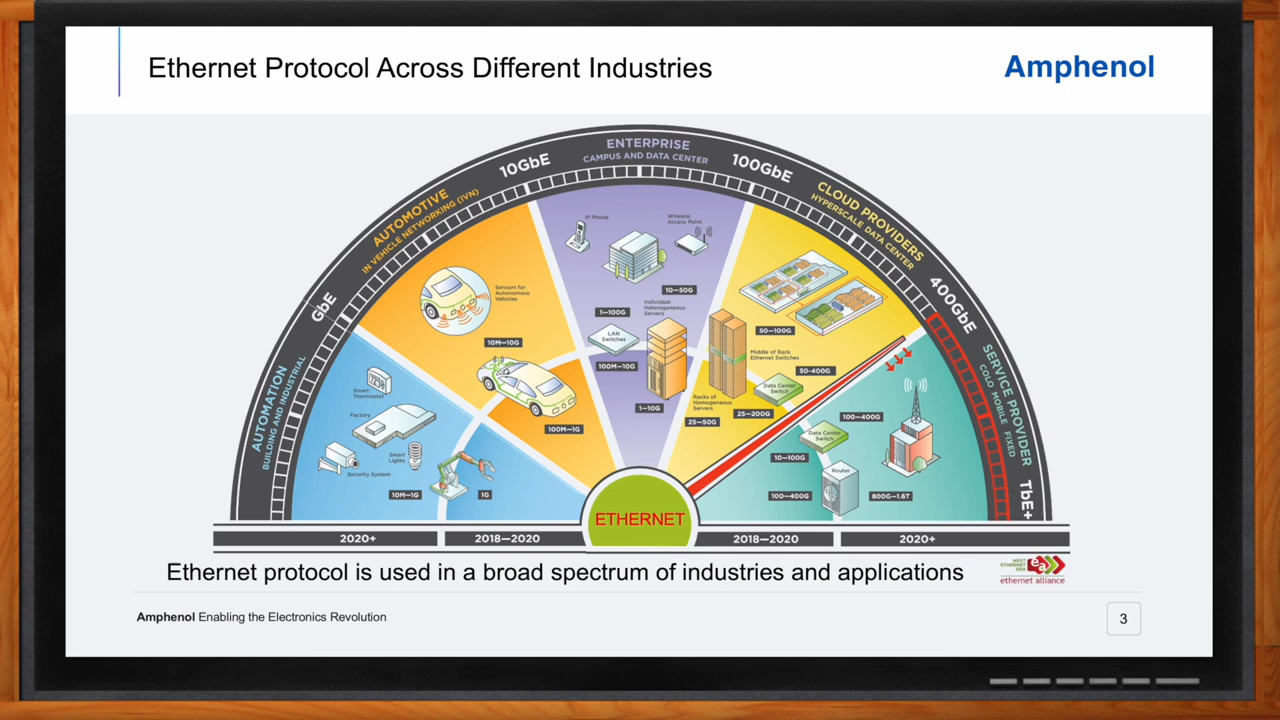 Ethernet Protocol Across Different Industries
Amphenol
AUTOMATION
BUILDING AND INDUSTRIAL
GbE
AUTOMOTIVE
IN VEHICLE NETWORKING (IVN)
10GbE
ENTERPRISE
CAMPUS AND DATA CENTER
100GbE
CLOUD PROVIDERS
HYPERSCALE DATA CENTER
400GbE
SERVICE PROVIDER
COLO MOBILE FIXED
TbE+
Smart
Thermostat
Factory
Smart
Lights
Security System
10M—1G
1G
Sensors for
Autonomous
Vehicles
10M—10G
100M—1G
IP Phone
Wireless
Access Point
10—50G
1—100G
Individual
Heterogeneous
Servers
LAN
Switches
100M—10G
1—10G
50—100G
Middle of Rack
Ethernet Switches
50-400G
Data Center
Switch
Racks of
Homogeneous
Servers
25—200G
25—50G
100—400G
Data Center
Switch
10—100G
Router
100—400G
800G—1.6T
ETHERNET
2020+
2018—2020
2018—2020
2020+
Ethernet protocol is used in a broad spectrum of industries and applications
NEXT
ETHERNET
ERA
ea
ethernet alliance
Amphenol Enabling the Electronics Revolution
3